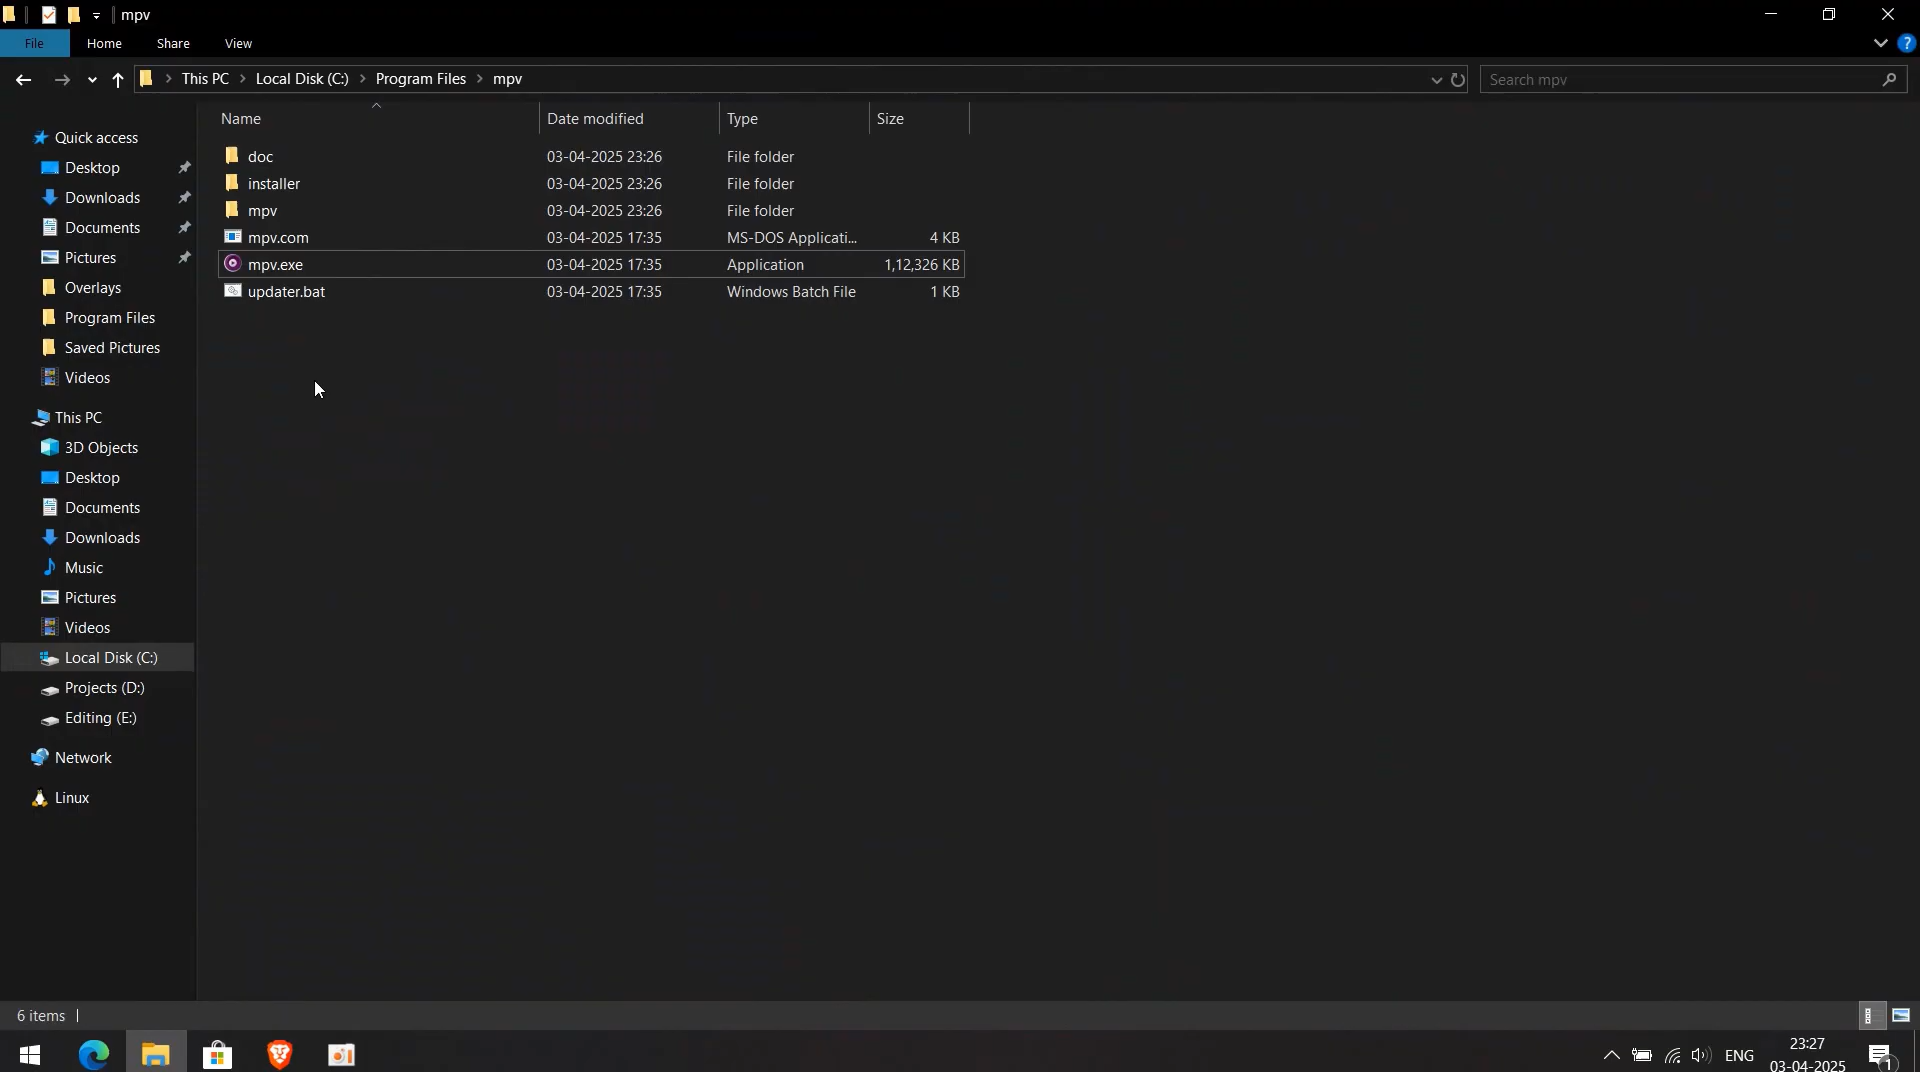 mpv
File Home Share View
This PC Local Disk (C:) Program Files mpv
Search mpv
Name Date modified Type Size
Quick access
Desktop
Downloads
Documents
Pictures
Overlays
Program Files
Saved Pictures
Videos
This PC
3D Objects
Desktop
Documents
Downloads
Music
Pictures
Videos
Local Disk (C:)
Projects (D:)
Editing (E:)
Network
Linux
doc 03-04-2025 23:26 File folder
installer 03-04-2025 23:26 File folder
mpv 03-04-2025 23:26 File folder
mpv.com 03-04-2025 17:35 MS-DOS Applicati... 4 KB
mpv.exe 03-04-2025 17:35 Application 1,12,326 KB
updater.bat 03-04-2025 17:35 Windows Batch File 1 KB
6 items
ENG
23:27
03-04-2025
1